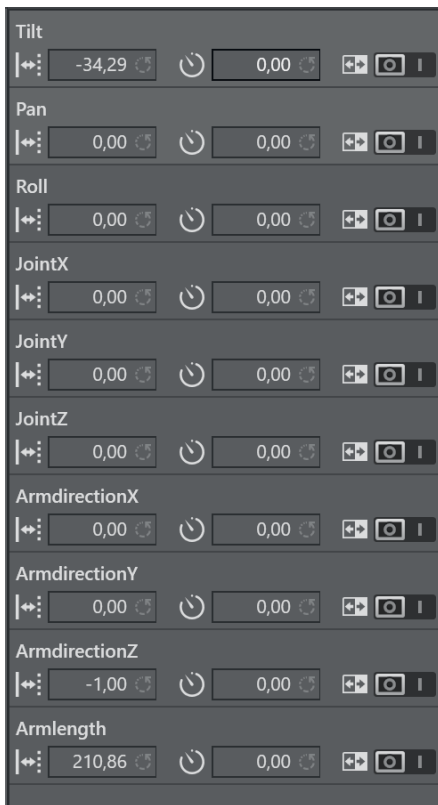 Tilt
-34,29 0,00
Pan
0,00 0,00
Roll
0,00 0,00
JointX
0,00 0,00
JointY
0,00 0,00
JointZ
0,00 0,00
ArmdirectionX
0,00 0,00
ArmdirectionY
0,00 0,00
ArmdirectionZ
-1,00 0,00
Armlength
210,86 0,00